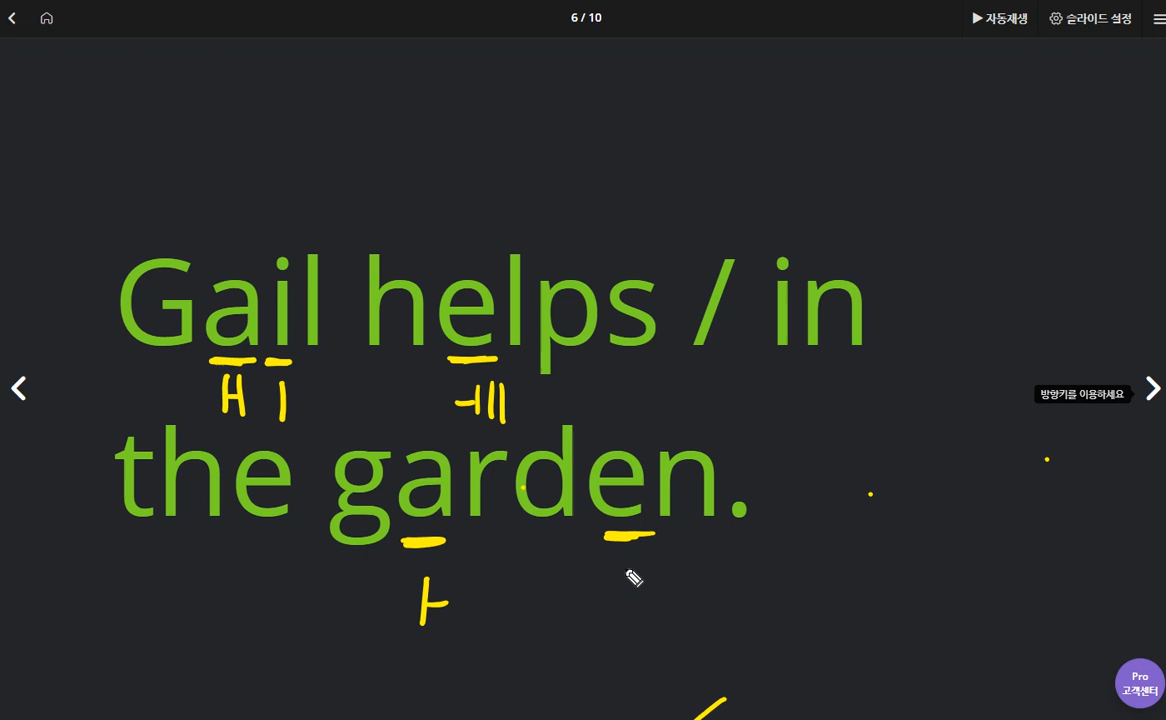 6 / 10
▶ 자동재생
슬라이드 설정
Gail helps / in
ㅐ ㅣ ㅔ
방향키를 이용하세요
the garden.
ㅏ
Pro
고객센터